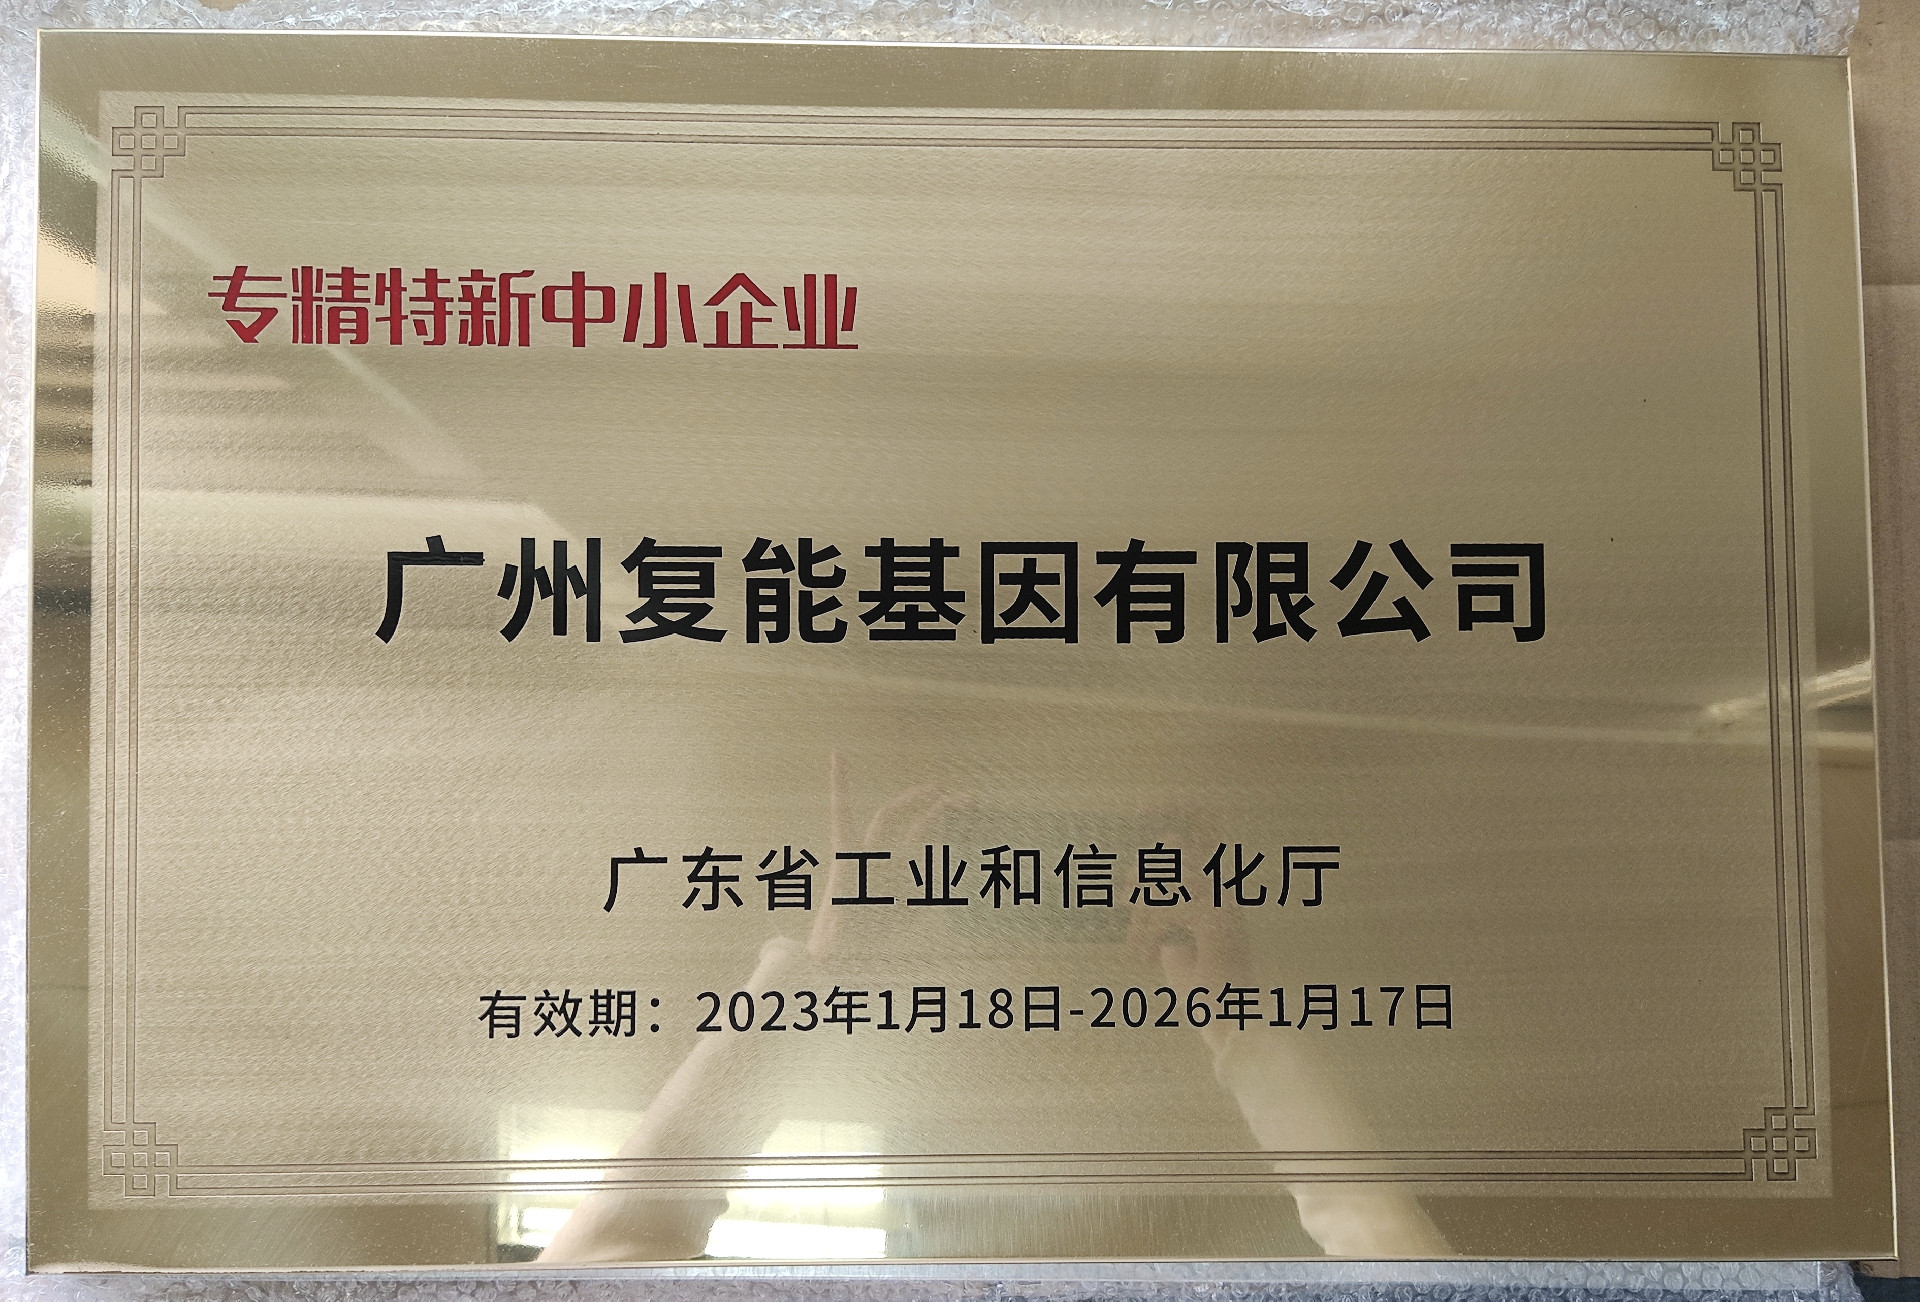 专精特新中小企业
广州复能基因有限公司
广东省工业和信息化厅
有效期：2023年1月18日-2026年1月17日